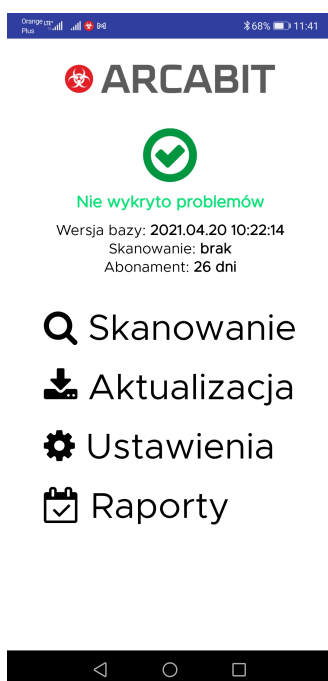 Orange LTE
Plus
68% 11:41
ARCABIT
Nie wykryto problemów
Wersja bazy: 2021.04.20 10:22:14
Skanowanie: brak
Abonament: 26 dni
Skanowanie
Aktualizacja
Ustawienia
Raporty